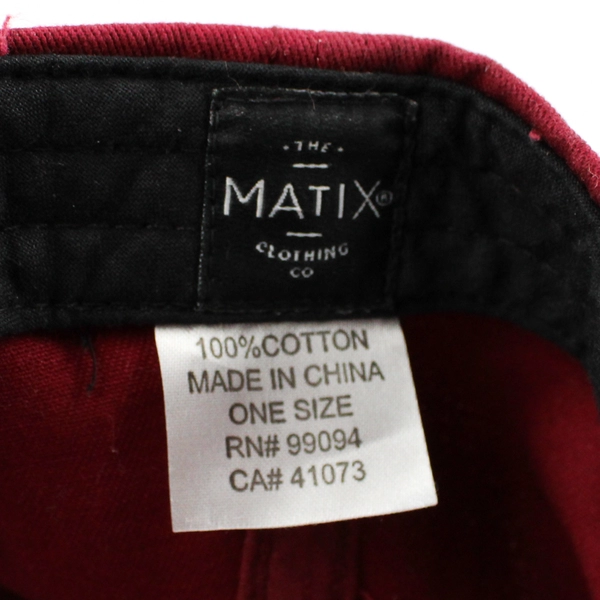 · THE ·
MATIX®
CLOTHING
CO
100%COTTON
MADE IN CHINA
ONE SIZE
RN# 99094
CA# 41073